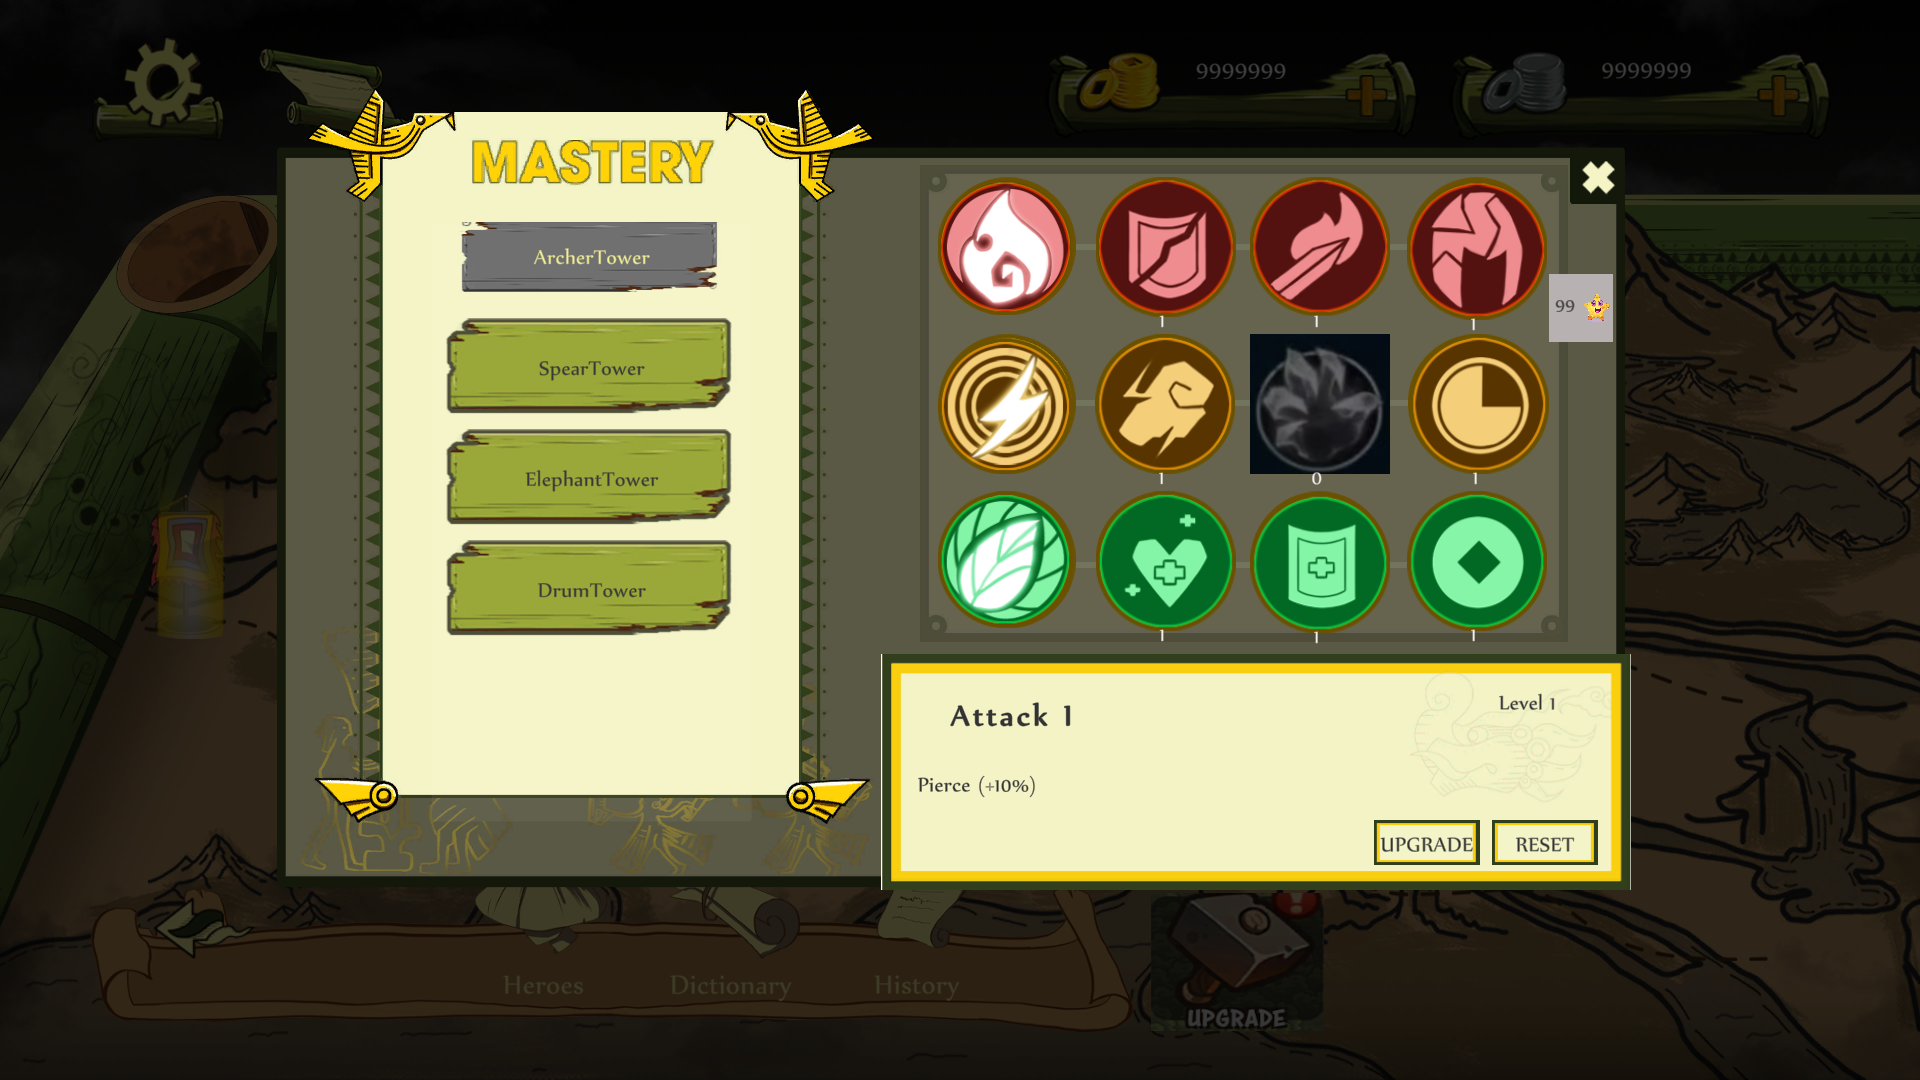 9999999
9999999
MASTERY
ArcherTower
SpearTower
ElephantTower
DrumTower
1
1
1
99
1
0
1
1
1
1
Attack 1
Level 1
Pierce (+10%)
UPGRADE
RESET
Heroes
Dictionary
History
UPGRADE